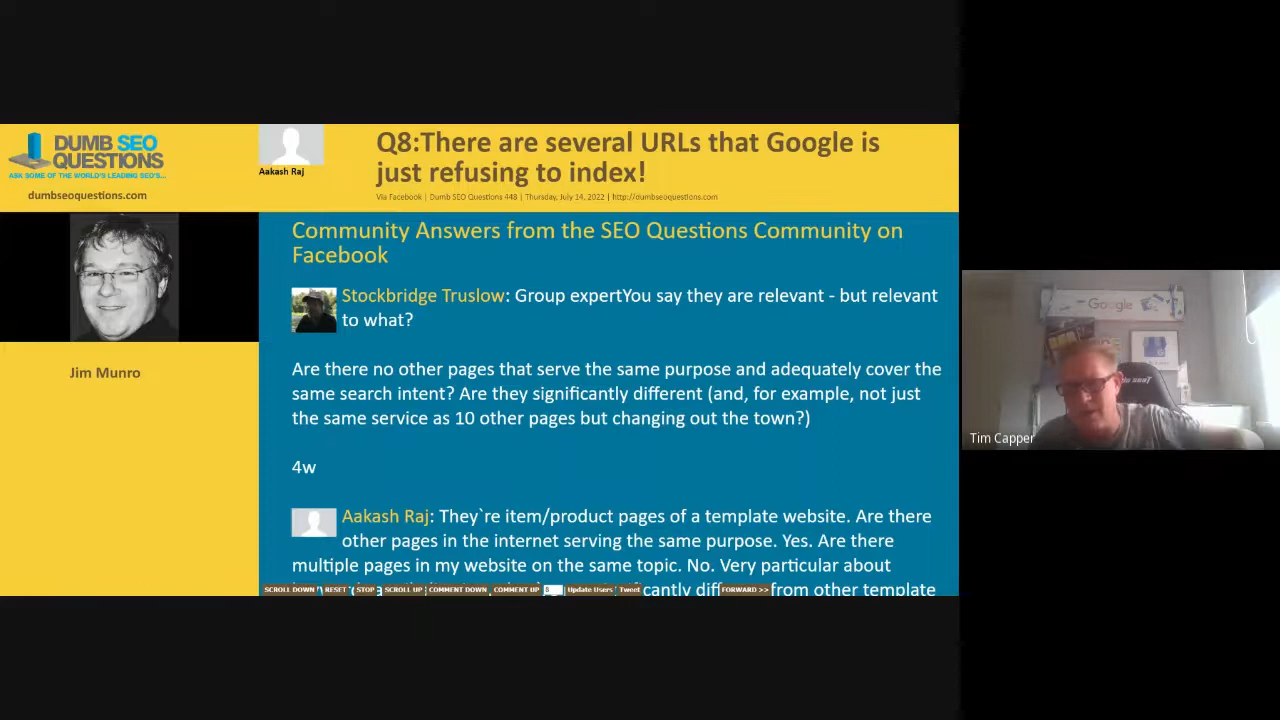 DUMB SEO
QUESTIONS
ASK SOME OF THE WORLD'S LEADING SEO'S...
dumbseoquestions.com
Aakash Raj
Q8:There are several URLs that Google is
just refusing to index!
Via Facebook | Dumb SEO Questions 448 | Thursday, July 14, 2022 | http://dumbseoquestions.com
Jim Munro
Community Answers from the SEO Questions Community on
Facebook
Stockbridge Truslow: Group expertYou say they are relevant - but relevant
to what?
Are there no other pages that serve the same purpose and adequately cover the
same search intent? Are they significantly different (and, for example, not just
the same service as 10 other pages but changing out the town?)
4w
Aakash Raj: They`re item/product pages of a template website. Are there
other pages in the internet serving the same purpose. Yes. Are there
multiple pages in my website on the same topic. No. Very particular about
cantly diff from other template
SCROLL DOWN RESET STOP SCROLL UP COMMENT DOWN COMMENT UP 8 Update Users Tweet FORWARD >>
Google
Tim Capper